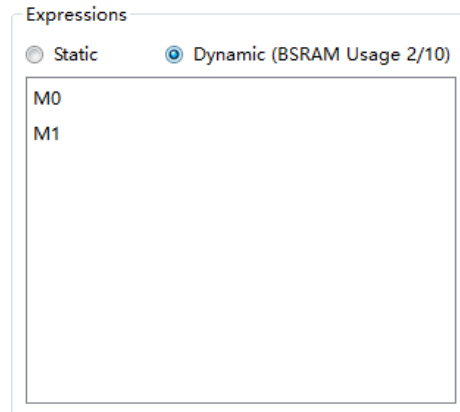 Expressions
Static
Dynamic (BSRAM Usage 2/10)
M0
M1